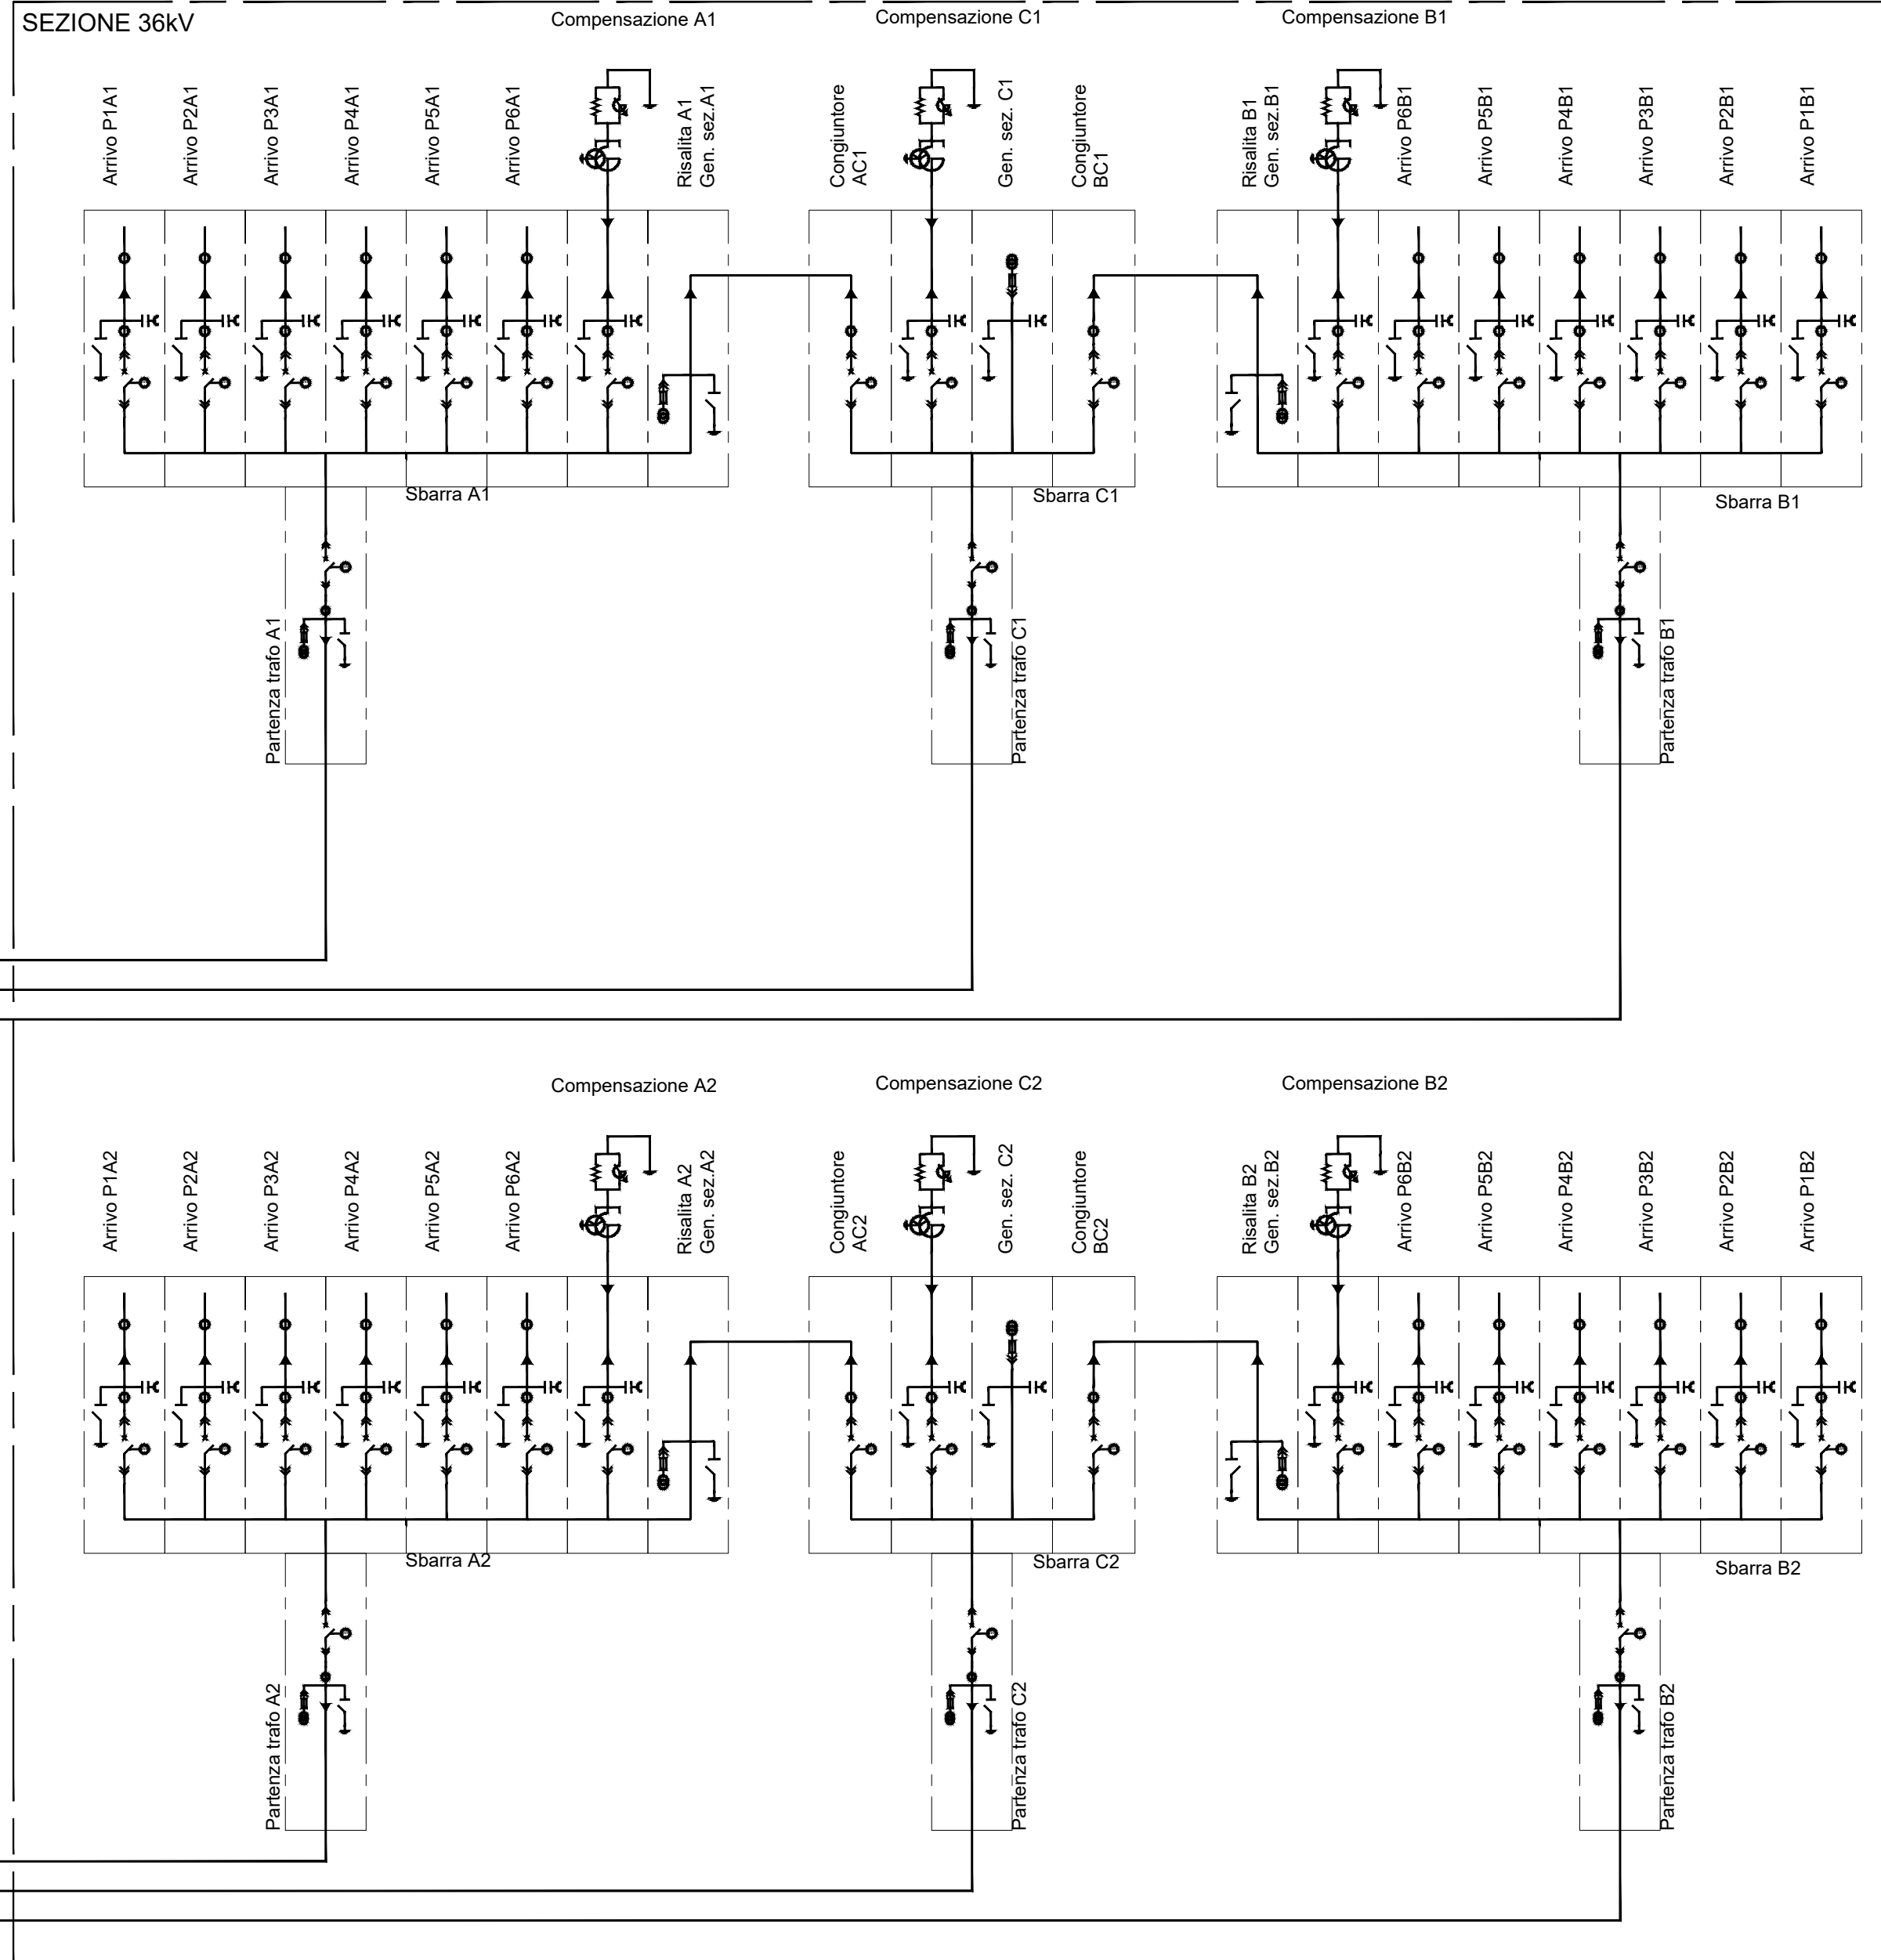 SEZIONE 36kV
Compensazione A1
Compensazione C1
Compensazione B1
Arrivo P1A1
Arrivo P2A1
Arrivo P3A1
Arrivo P4A1
Arrivo P5A1
Arrivo P6A1
Risalita A1
Gen. sez.A1
Congiuntore
AC1
Gen. sez. C1
Congiuntore
BC1
Risalita B1
Gen. sez.B1
Arrivo P6B1
Arrivo P5B1
Arrivo P4B1
Arrivo P3B1
Arrivo P2B1
Arrivo P1B1
Sbarra A1
Sbarra C1
Sbarra B1
Partenza trafo A1
Partenza trafo C1
Partenza trafo B1
Compensazione A2
Compensazione C2
Compensazione B2
Arrivo P1A2
Arrivo P2A2
Arrivo P3A2
Arrivo P4A2
Arrivo P5A2
Arrivo P6A2
Risalita A2
Gen. sez.A2
Congiuntore
AC2
Gen. sez. C2
Congiuntore
BC2
Risalita B2
Gen. sez.B2
Arrivo P6B2
Arrivo P5B2
Arrivo P4B2
Arrivo P3B2
Arrivo P2B2
Arrivo P1B2
Sbarra A2
Sbarra C2
Sbarra B2
Partenza trafo A2
Partenza trafo C2
Partenza trafo B2